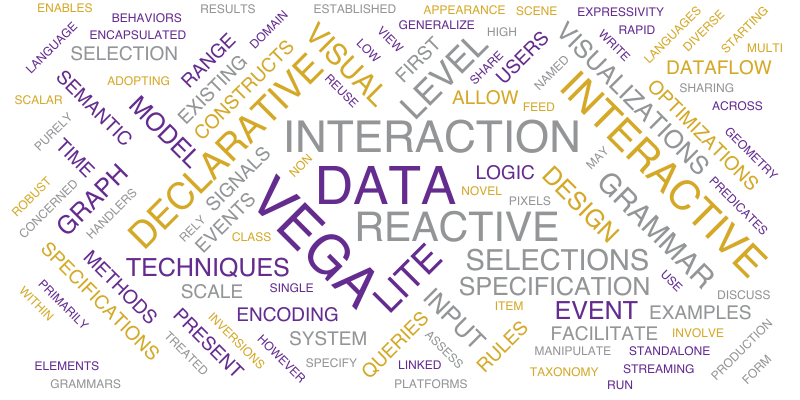 ENABLES
BEHAVIORS
RESULTS
ESTABLISHED
APPEARANCE
SCENE
EXPRESSIVITY
LANGUAGE
ENCAPSULATED
DOMAIN
VIEW
GENERALIZE
HIGH
RAPID
LANGUAGES
DIVERSE
STARTING
MULTI
SELECTION
RANGE
VISUAL
LOW
FIRST
SHARE
USERS
WRITE
DATAFLOW
SCALAR
ADOPTING
EXISTING
CONSTRUCTS
REUSE
LEVEL
ALLOW
FEED
NAMED
VISUALIZATIONS
OPTIMIZATIONS
SHARING
ACROSS
PURELY
SEMANTIC
MODEL
DECLARATIVE
INTERACTION
INTERACTIVE
GEOMETRY
TIME
SIGNALS
NON
DATA
LOGIC
MAY
ROBUST
CONCERNED
GRAPH
HANDLERS
RELY
EVENTS
VEGA
NOVEL
PIXELS
DESIGN
GRAMMAR
PREDICATES
CLASS
REACTIVE
SPECIFICATIONS
METHODS
TECHNIQUES
LITE
SELECTIONS
USE
WITHIN
PRIMARILY
SCALE
SINGLE
SPECIFICATION
DISCUSS
PRESENT
INVERSIONS
ENCODING
INPUT
ITEM
EVENT
EXAMPLES
TREATED
HOWEVER
SYSTEM
QUERIES
ASSESS
RULES
FACILITATE
INVOLVE
PRODUCTION
ELEMENTS
SPECIFY
LINKED
MANIPULATE
STANDALONE
GRAMMARS
PLATFORMS
TAXONOMY
STREAMING
FORM
RUN